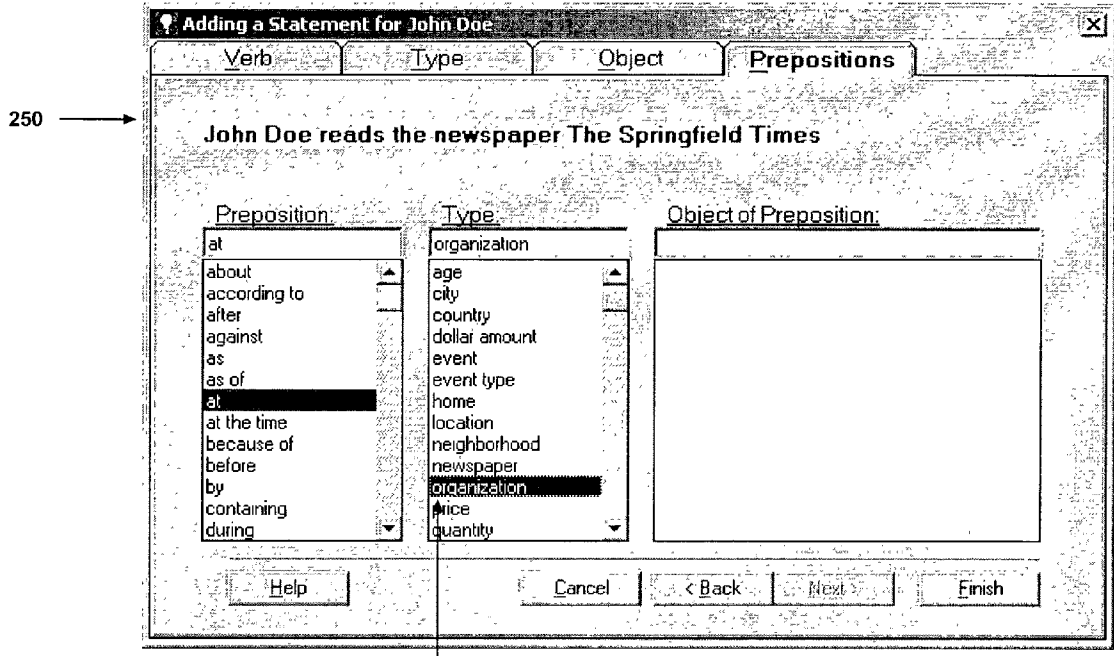 Adding a Statement for John Doe
Verb Type Object Prepositions
250
John Doe reads the newspaper The Springfield Times
Preposition: Type: Object of Preposition:
at organization
about age
according to city
after country
against dollar amount
as event
as of event type
at home
at the time location
because of neighborhood
before newspaper
by organization
containing price
during quantity
Help Cancel < Back Next > Finish